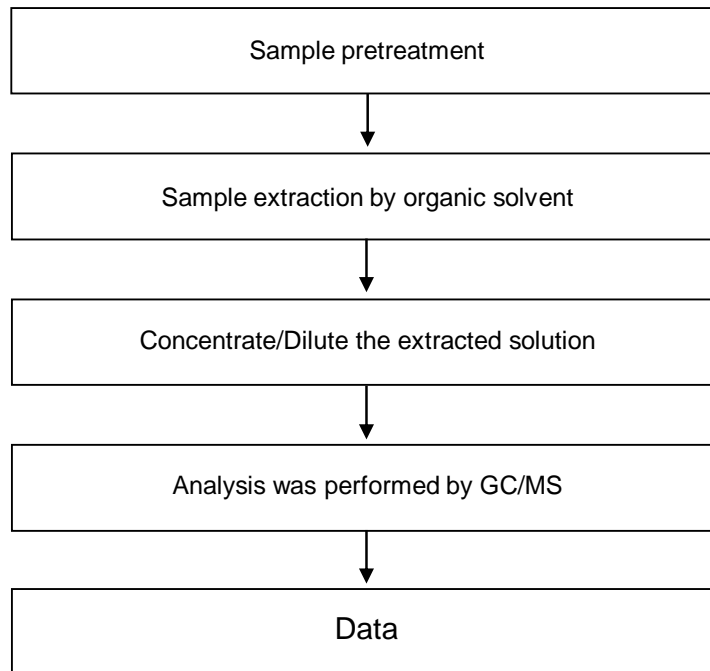 Sample pretreatment
Sample extraction by organic solvent
Concentrate/Dilute the extracted solution
Analysis was performed by GC/MS
Data